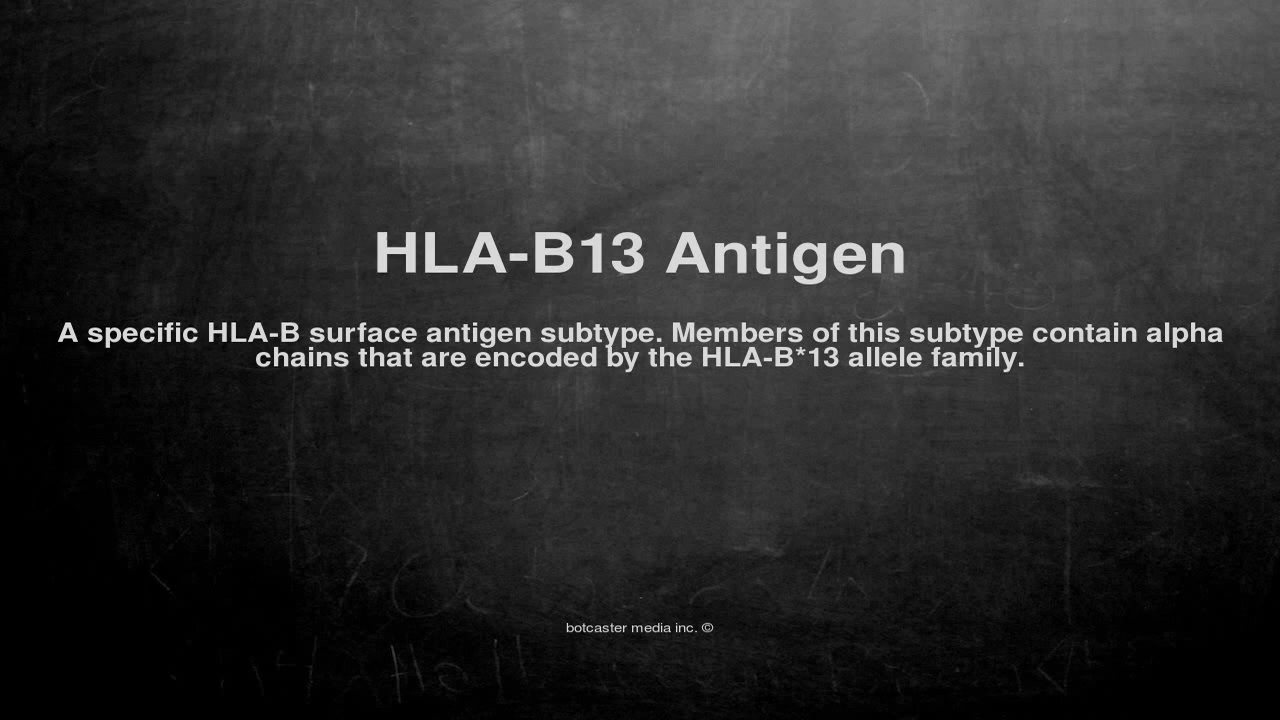 HLA-B13 Antigen
A specific HLA-B surface antigen subtype. Members of this subtype contain alpha
chains that are encoded by the HLA-B*13 allele family.
botcaster media inc. ©